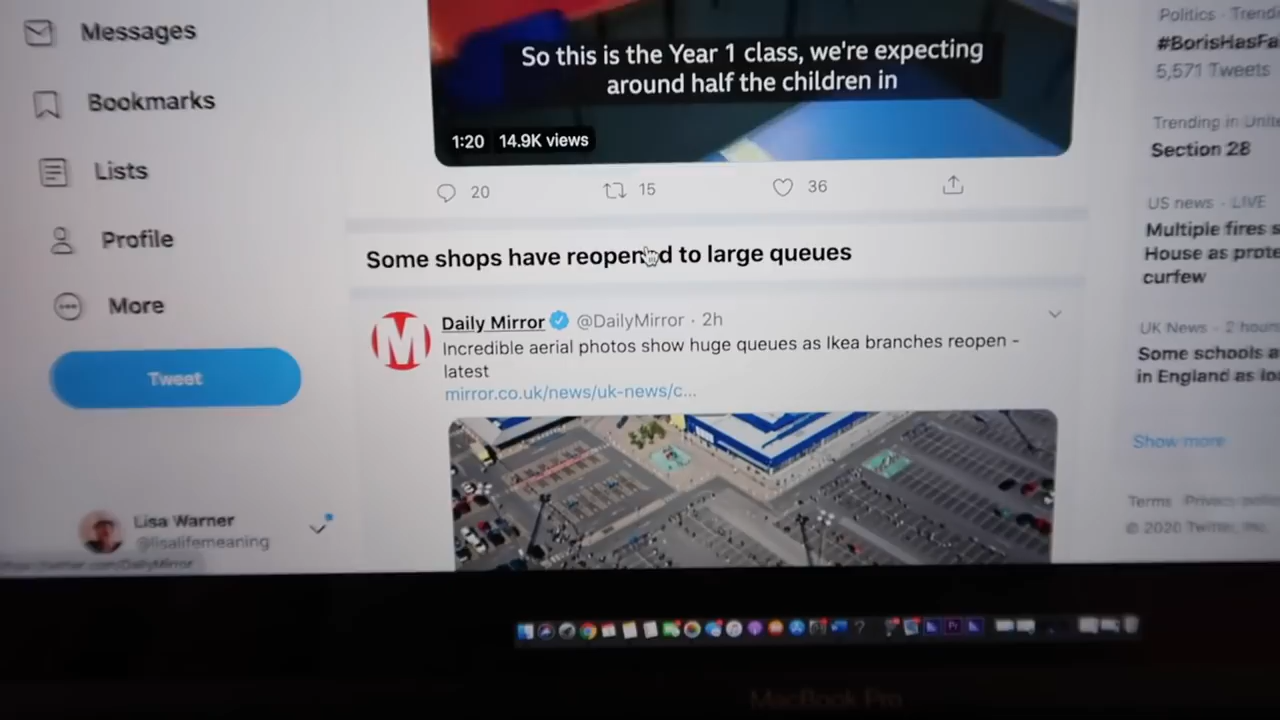 Messages
Bookmarks
Lists
Profile
More
Tweet
Lisa Warner
@lisalifemeaning
So this is the Year 1 class, we're expecting
around half the children in
1:20 14.9K views
20 15 36
Some shops have reopened to large queues
Daily Mirror @DailyMirror · 2h
Incredible aerial photos show huge queues as Ikea branches reopen -
latest
mirror.co.uk/news/uk-news/c...
Politics · Trend
#BorisHasFa
5,571 Tweets
Trending in Unite
Section 28
US news · LIVE
Multiple fires s
House as prote
curfew
UK News · 2 hours
Some schools a
in England as lo
Show more
Terms Privacy
© 2020 Twitter, Inc.
MacBook Pro